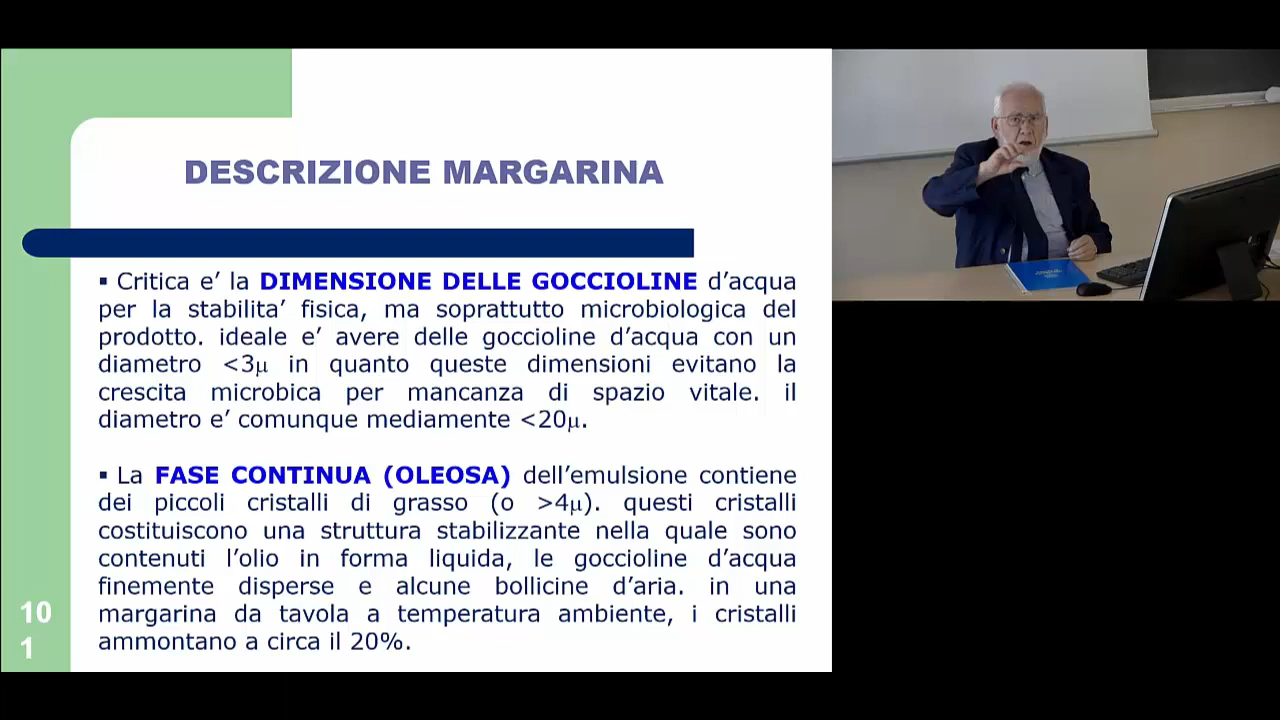 DESCRIZIONE MARGARINA
▪ Critica e’ la DIMENSIONE DELLE GOCCIOLINE d’acqua
per la stabilita’ fisica, ma soprattutto microbiologica del
prodotto. ideale e’ avere delle goccioline d’acqua con un
diametro <3µ in quanto queste dimensioni evitano la
crescita microbica per mancanza di spazio vitale. il
diametro e’ comunque mediamente <20µ.
▪ La FASE CONTINUA (OLEOSA) dell’emulsione contiene
dei piccoli cristalli di grasso (o >4µ). questi cristalli
costituiscono una struttura stabilizzante nella quale sono
contenuti l’olio in forma liquida, le goccioline d’acqua
finemente disperse e alcune bollicine d’aria. in una
margarina da tavola a temperatura ambiente, i cristalli
ammontano a circa il 20%.
10
1